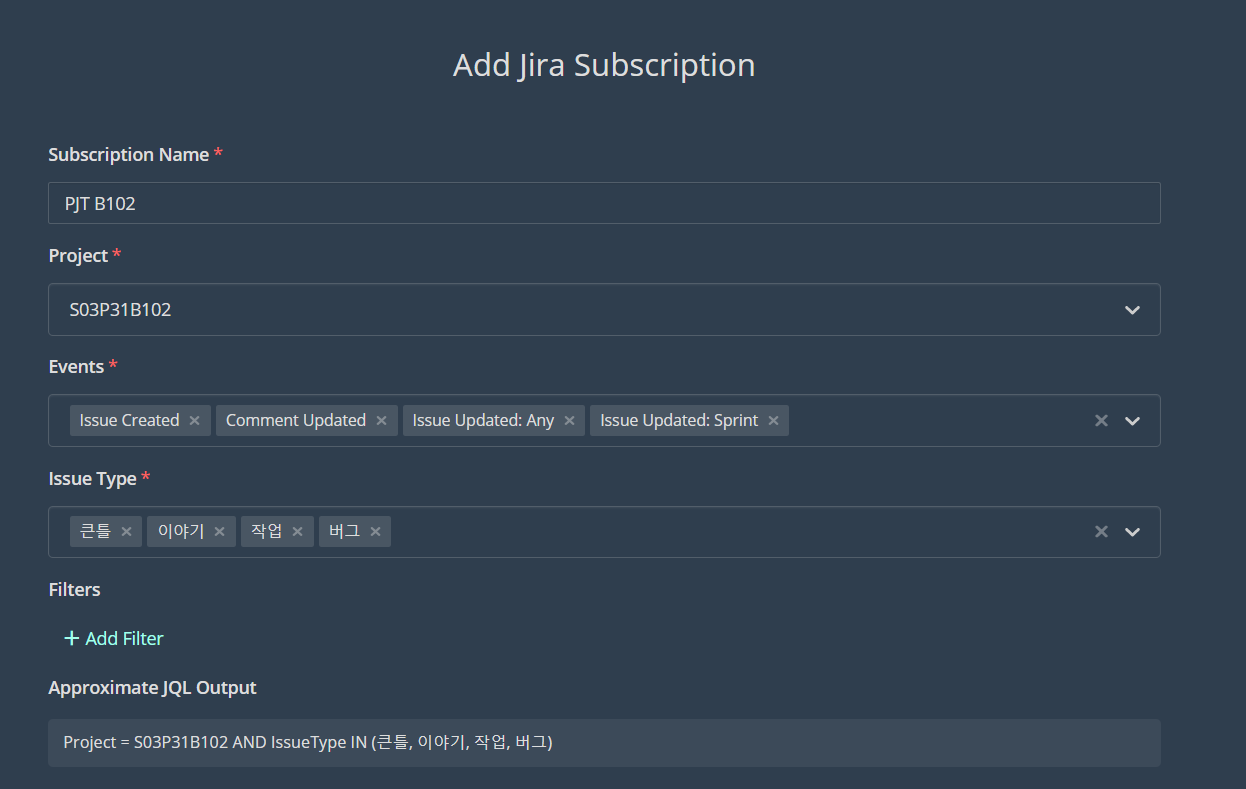 Add Jira Subscription
Subscription Name *
PJT B102
Project *
S03P31B102
Events *
Issue Created × Comment Updated × Issue Updated: Any × Issue Updated: Sprint ×
Issue Type *
큰틀 × 이야기 × 작업 × 버그 ×
Filters
+ Add Filter
Approximate JQL Output
Project = S03P31B102 AND IssueType IN (큰틀, 이야기, 작업, 버그)